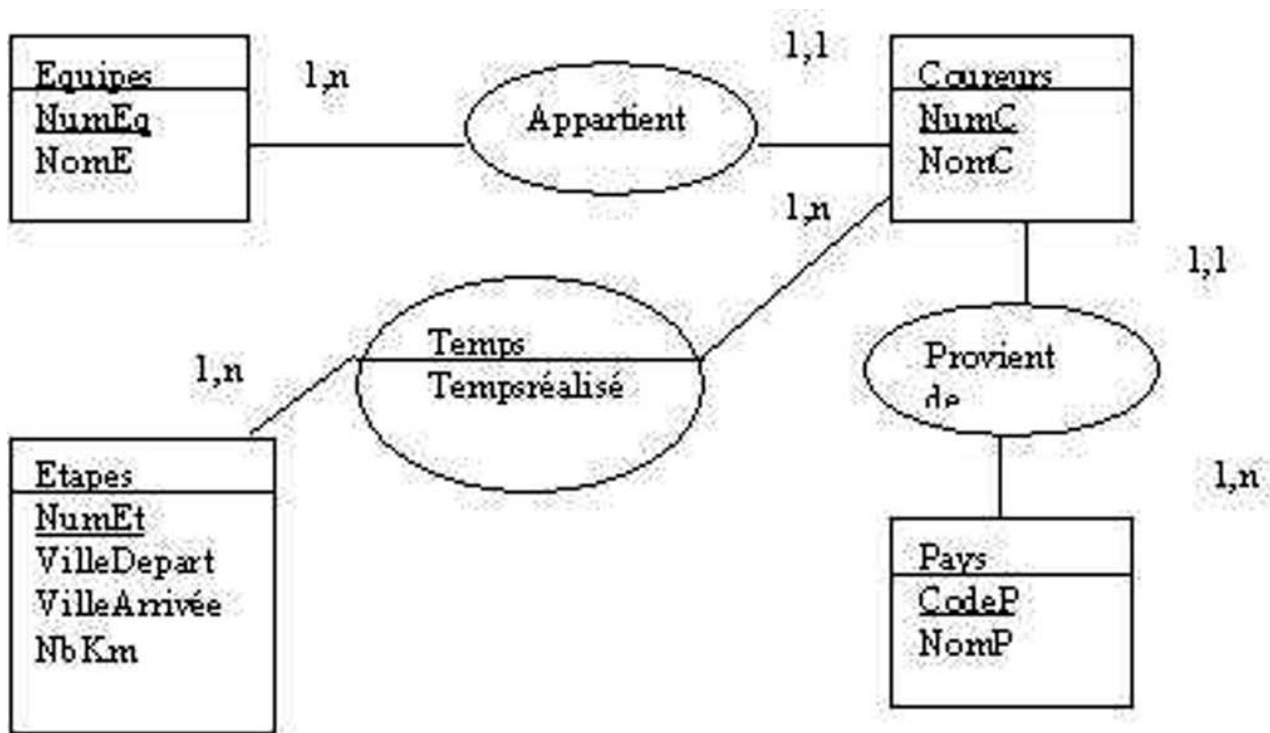 Equipes
NumEq
NomE
1,n
Appartient
1,1
Coureurs
NumC
NomC
1,n
1,1
Temps
Tempsréalisé
1,n
Provient
de
1,n
Etapes
NumEt
VilleDepart
VilleArrivée
NbKm
Pays
CodeP
NomP